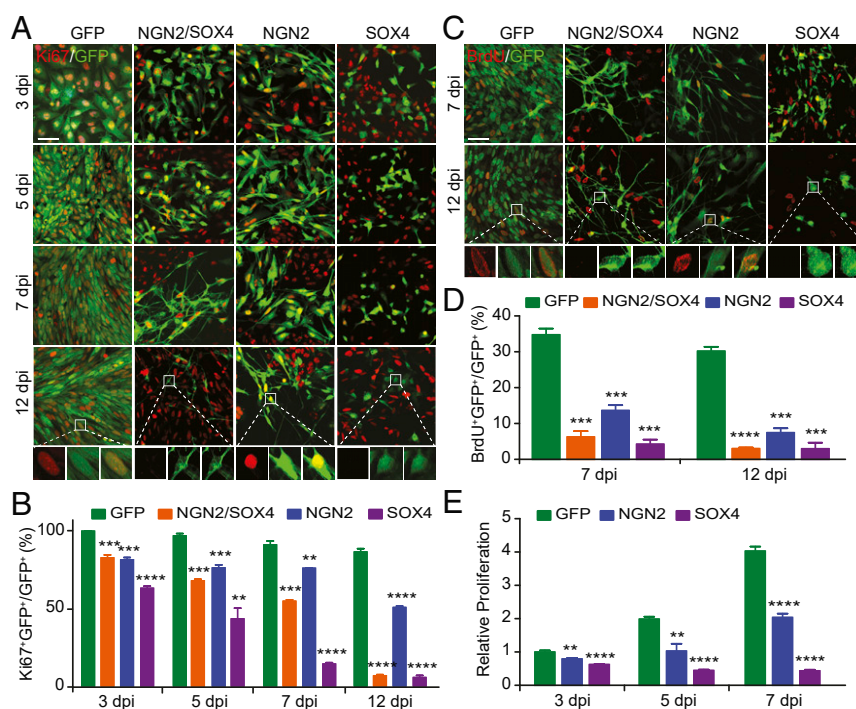 A
GFP NGN2/SOX4 NGN2 SOX4
Ki67/GFP
3 dpi
5 dpi
7 dpi
12 dpi
C
GFP NGN2/SOX4 NGN2 SOX4
BrdU/GFP
7 dpi
12 dpi
D
GFP NGN2/SOX4 NGN2 SOX4
BrdU⁺GFP⁺/GFP⁺ (%)
40
30
20
10
0
*** *** *** **** *** ***
7 dpi 12 dpi
B
GFP NGN2/SOX4 NGN2 SOX4
Ki67⁺GFP⁺/GFP⁺ (%)
100
50
0
*** *** **** *** *** ** *** ** **** **** **** ****
3 dpi 5 dpi 7 dpi 12 dpi
E
GFP NGN2 SOX4
Relative Proliferation
5
4
3
2
1
0
** **** ** **** **** ****
3 dpi 5 dpi 7 dpi